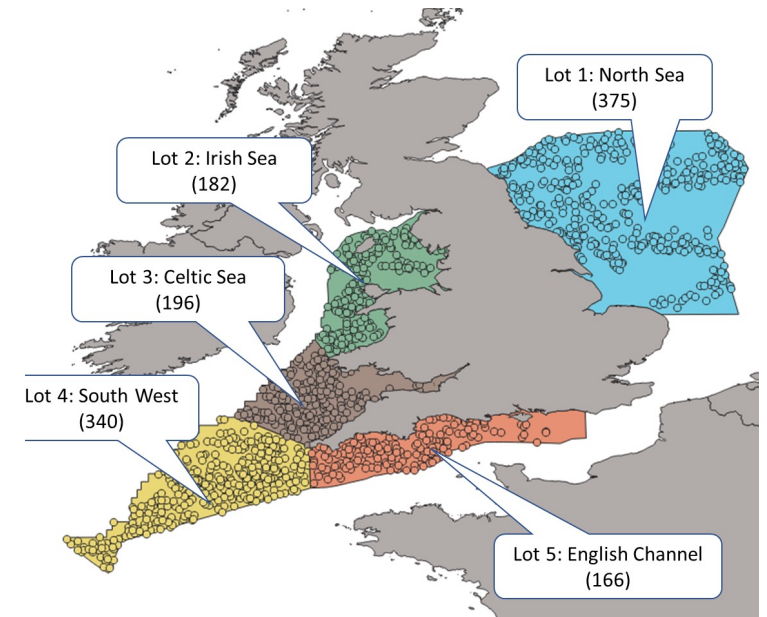 Lot 1: North Sea
(375)
Lot 2: Irish Sea
(182)
Lot 3: Celtic Sea
(196)
Lot 4: South West
(340)
Lot 5: English Channel
(166)